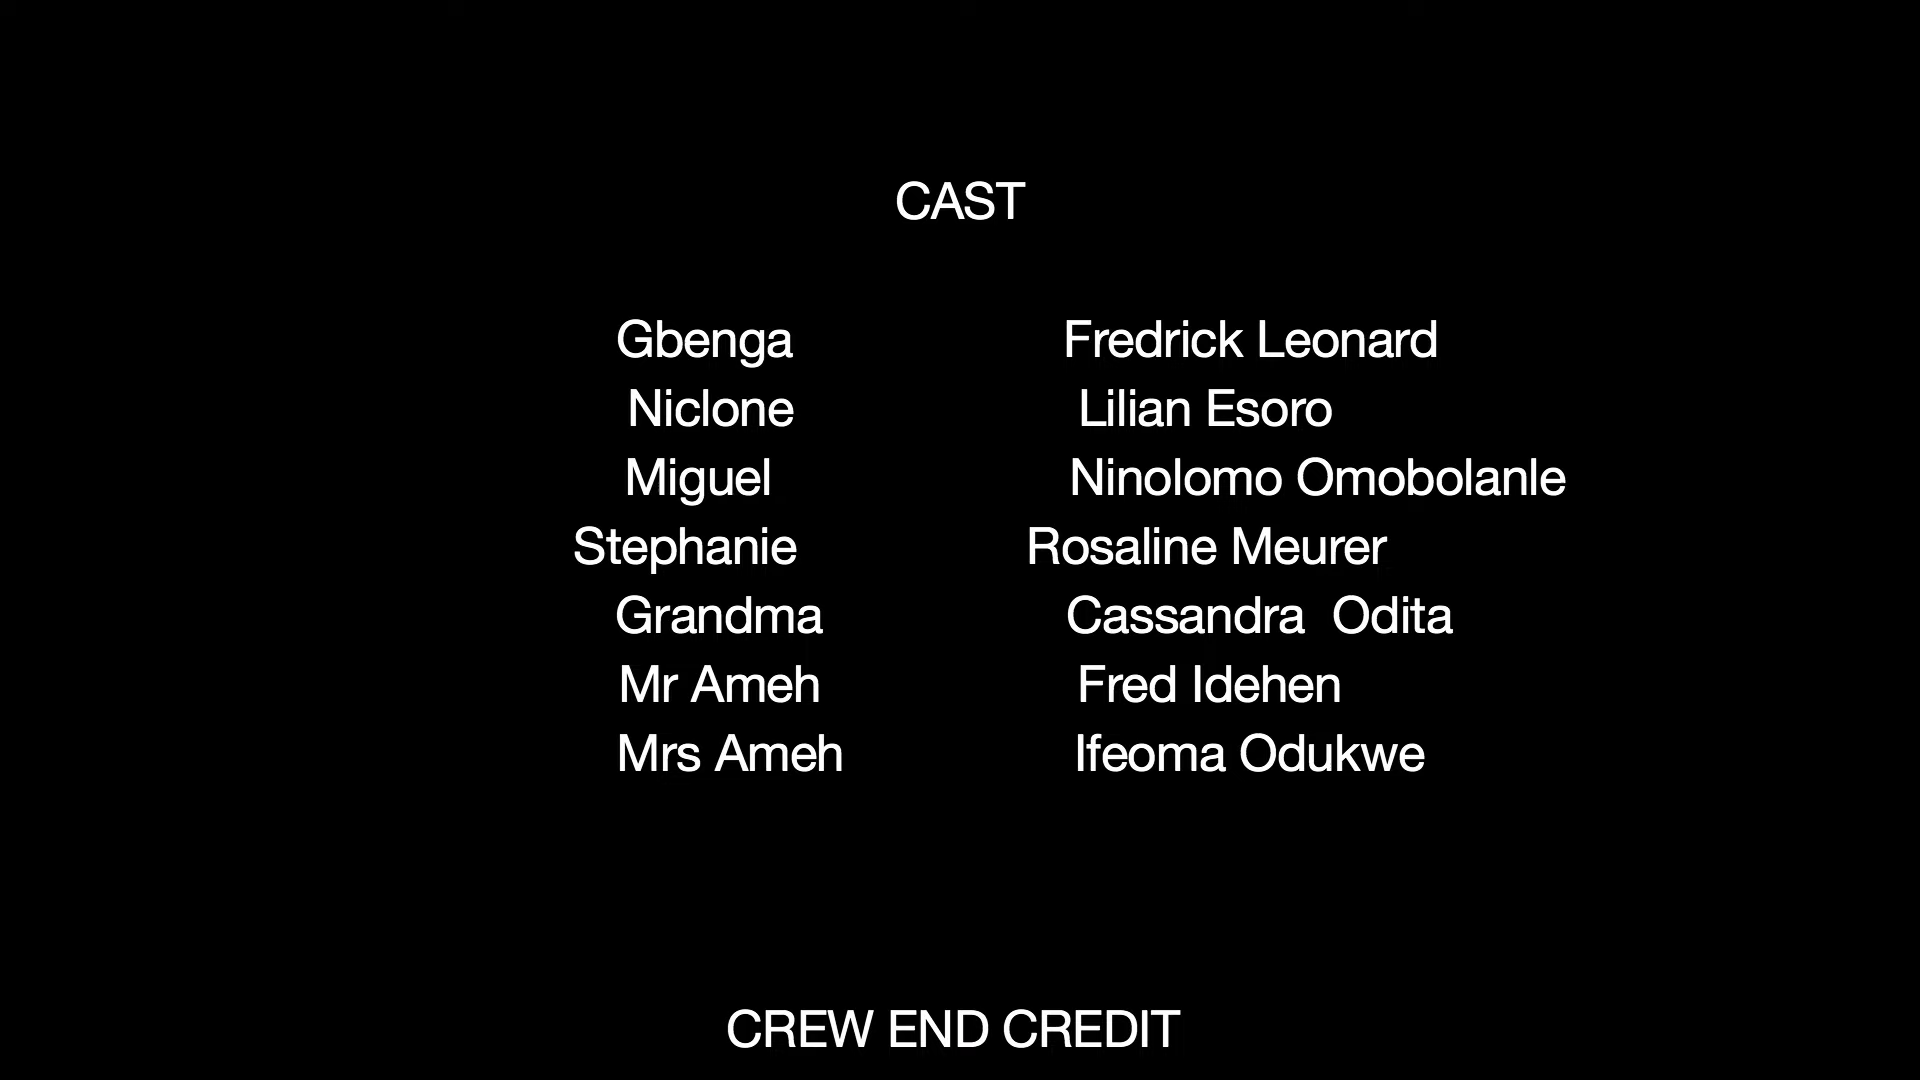 CAST
Gbenga Fredrick Leonard
Niclone Lilian Esoro
Miguel Ninolomo Omobolanle
Stephanie Rosaline Meurer
Grandma Cassandra Odita
Mr Ameh Fred Idehen
Mrs Ameh Ifeoma Odukwe
CREW END CREDIT